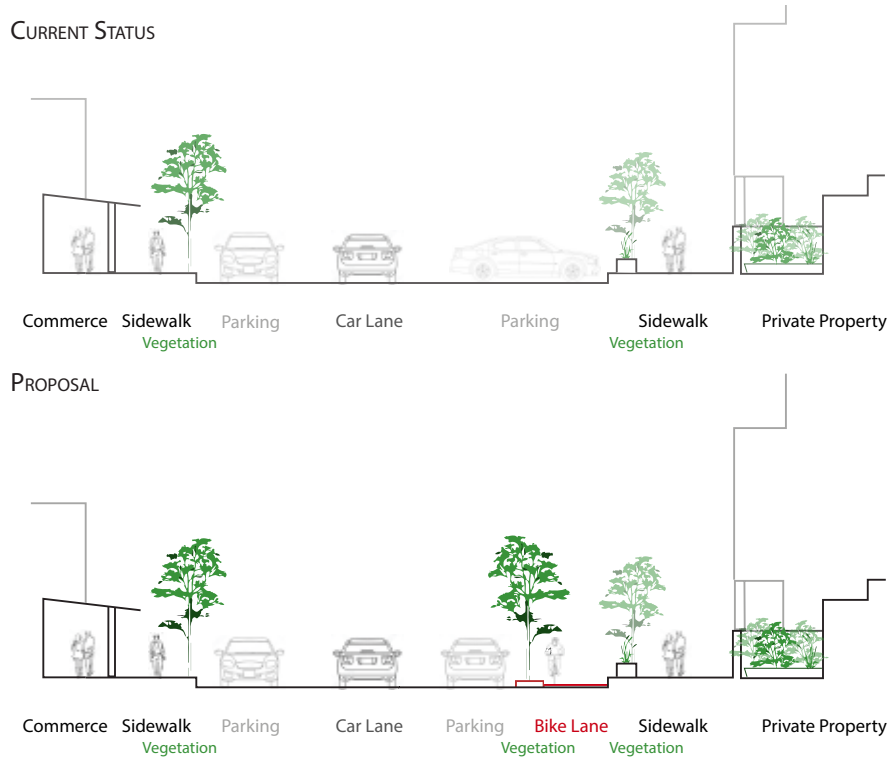 Current Status
Commerce Sidewalk Parking Car Lane Parking Sidewalk Private Property
Vegetation Vegetation
Proposal
Commerce Sidewalk Parking Car Lane Parking Bike Lane Sidewalk Private Property
Vegetation Vegetation Vegetation